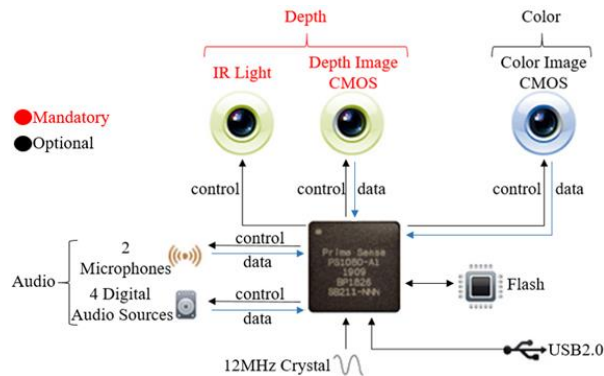 Depth
Color
IR Light
Depth Image
CMOS
Color Image
CMOS
Mandatory
Optional
control
control
data
control
data
2
Microphones
control
data
Audio
4 Digital
Audio Sources
control
data
Prime Sense
PS1080-A1
1909
BP1826
SB211-NNN
Flash
12MHz Crystal
USB2.0